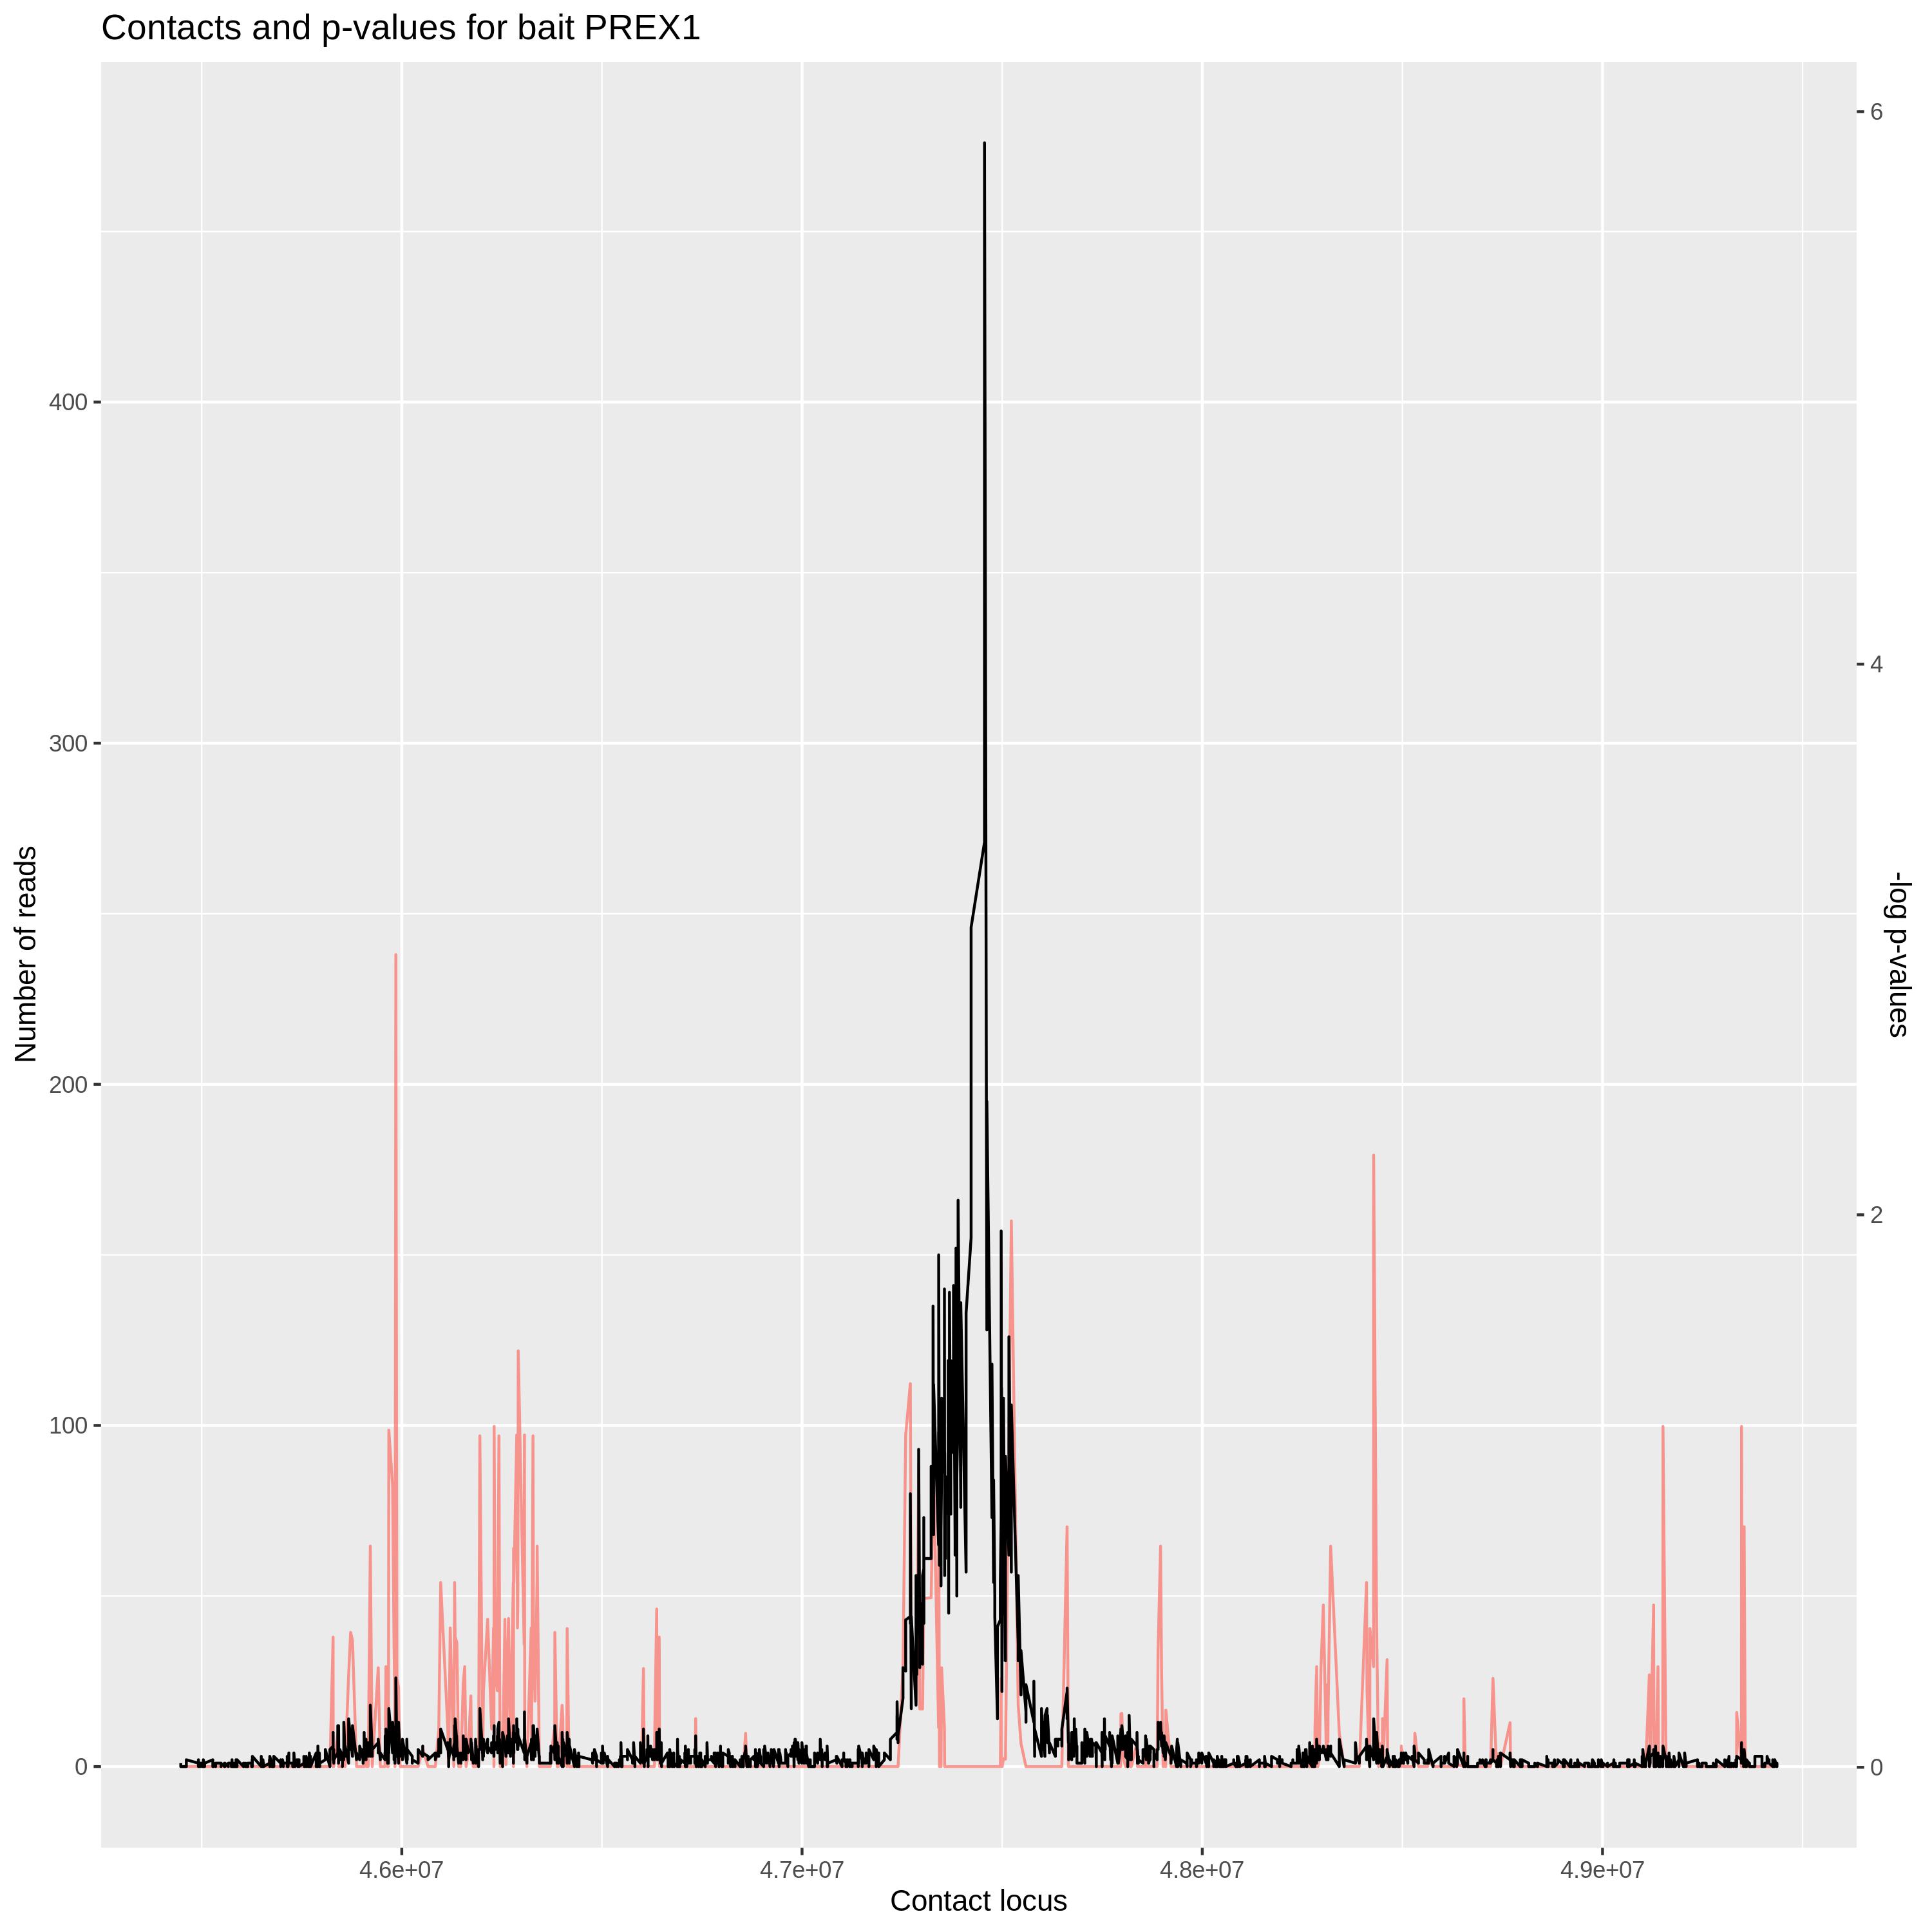 Contacts and p-values for bait PREX1
6
4
2
0
400
300
200
100
0
Number of reads
-log p-values
4.6e+07
4.7e+07
4.8e+07
4.9e+07
Contact locus